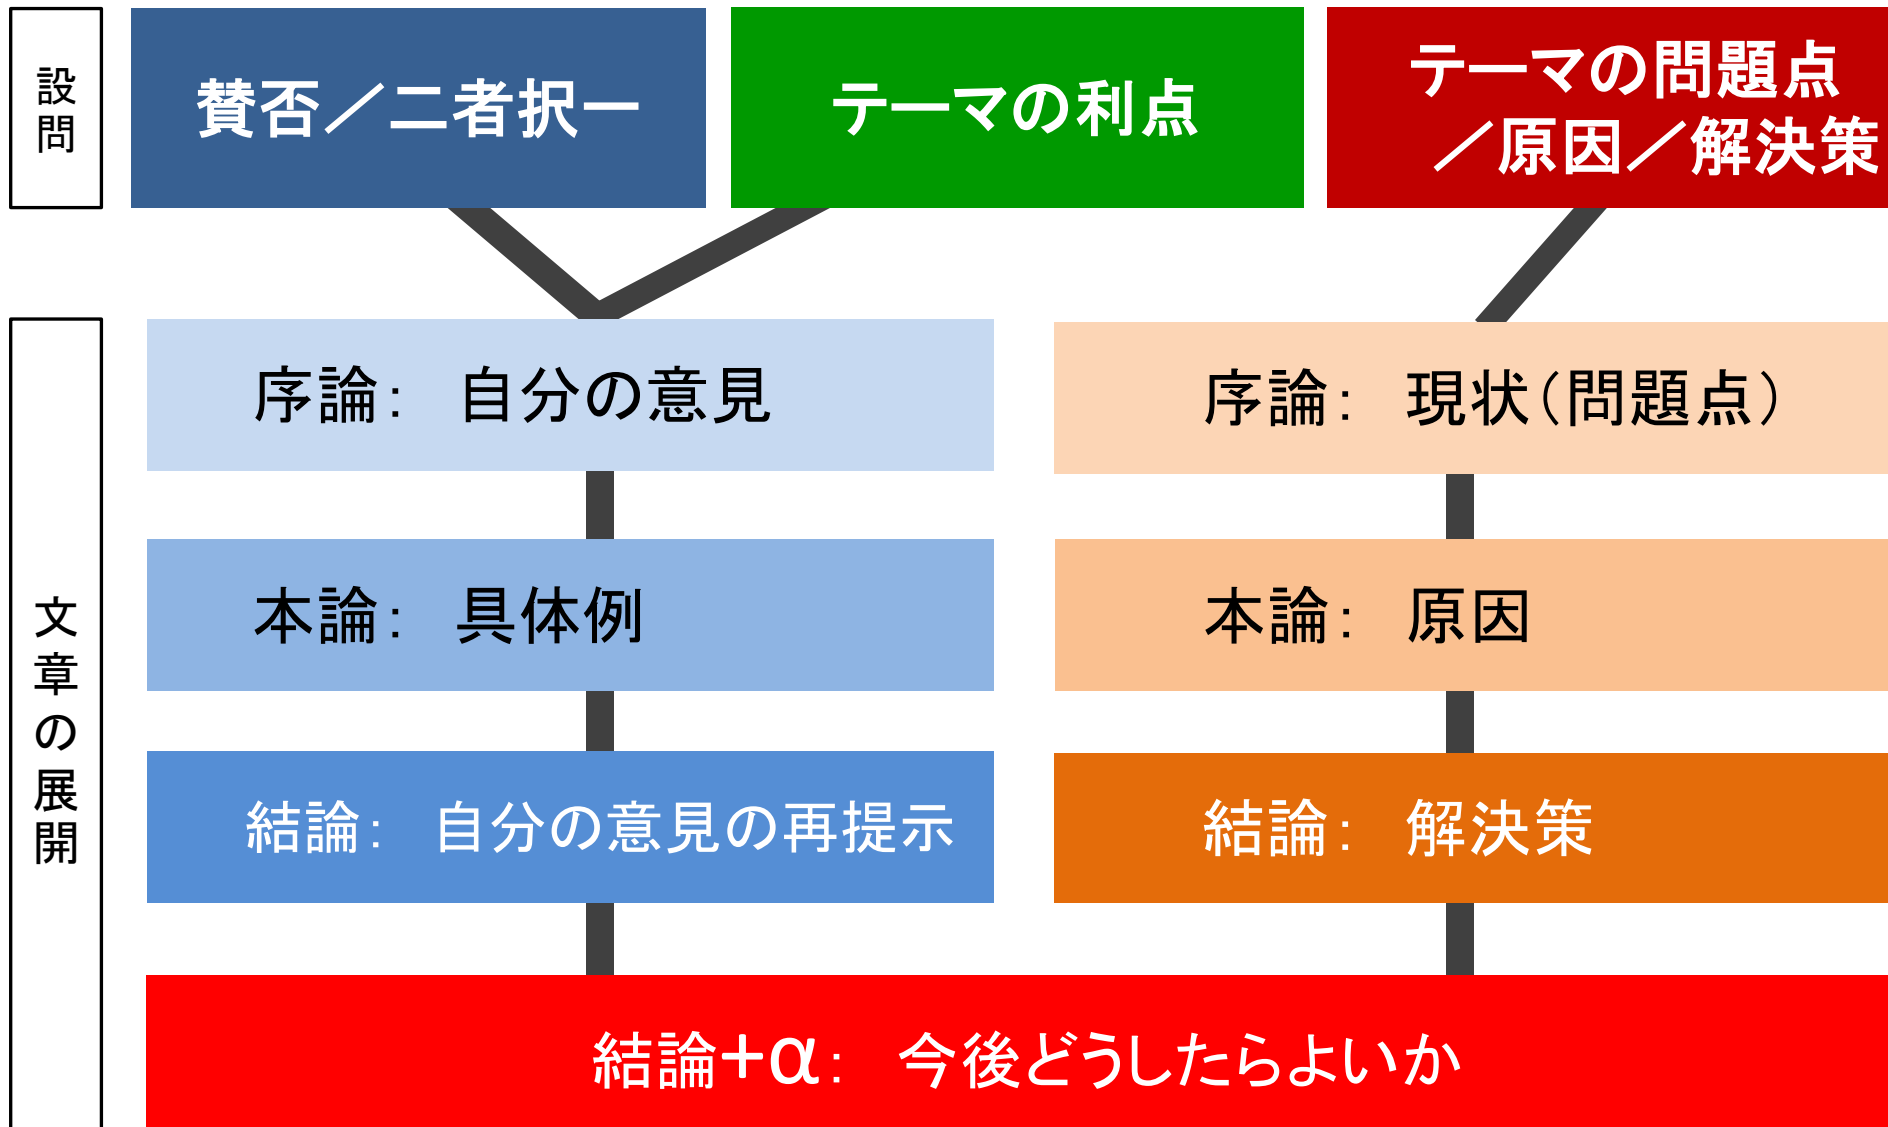 設問
賛否／二者択一
テーマの利点
テーマの問題点
／原因／解決策
文章の展開
序論： 自分の意見
本論： 具体例
結論： 自分の意見の再提示
序論： 現状（問題点）
本論： 原因
結論： 解決策
結論+α： 今後どうしたらよいか